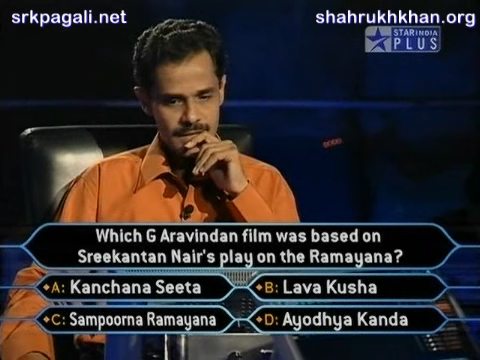 srkpagali.net
shahrukhkhan.org
STAR INDIA
PLUS
Which G Aravindan film was based on
Sreekantan Nair's play on the Ramayana?
A: Kanchana Seeta
B: Lava Kusha
C: Sampoorna Ramayana
D: Ayodhya Kanda